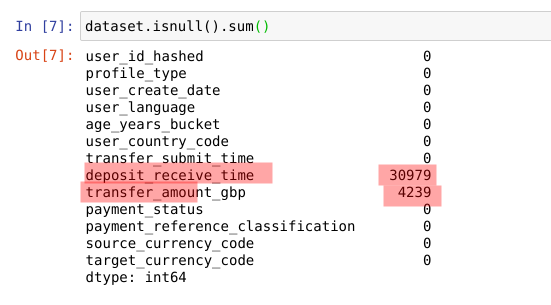 In [7]: dataset.isnull().sum()
Out[7]: user_id_hashed 0
profile_type 0
user_create_date 0
user_language 0
age_years_bucket 0
user_country_code 0
transfer_submit_time 0
deposit_receive_time 30979
transfer_amount_gbp 4239
payment_status 0
payment_reference_classification 0
source_currency_code 0
target_currency_code 0
dtype: int64